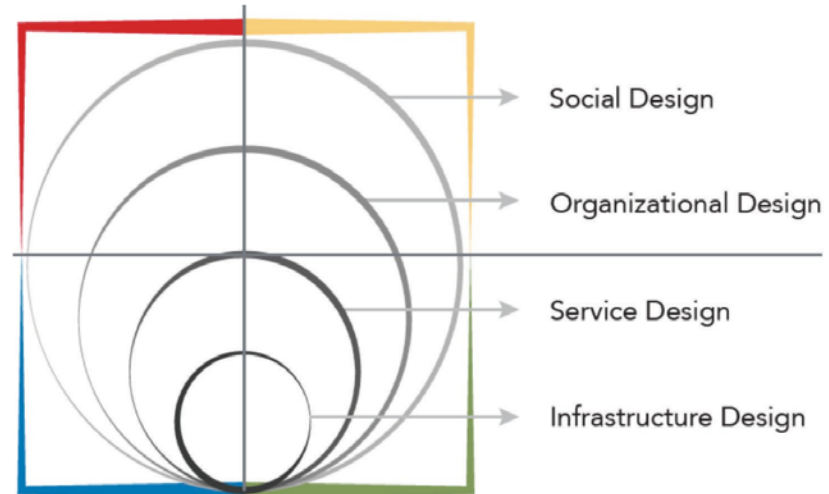 Social Design
Organizational Design
Service Design
Infrastructure Design